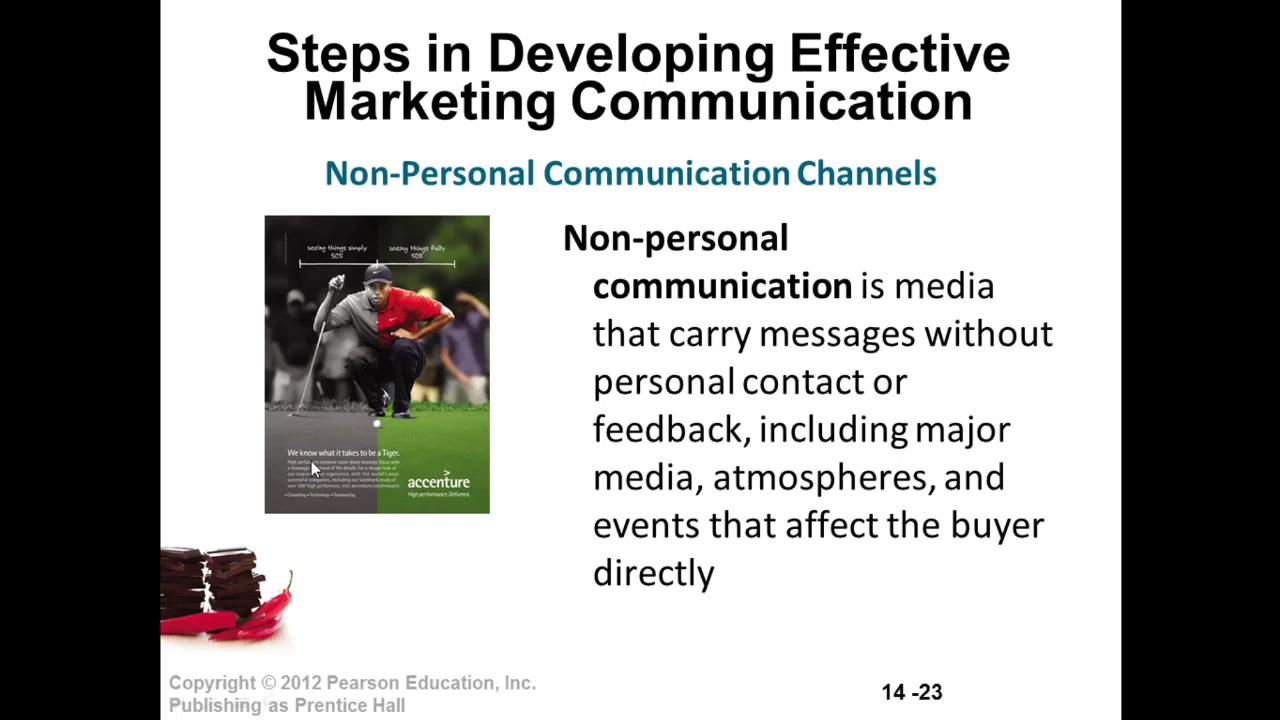 Steps in Developing Effective
Marketing Communication
Non-Personal Communication Channels
seeing things simply
50%
seeing things fully
50%
We know what it takes to be a Tiger.
accenture
High performance. Delivered.
• Consulting • Technology • Outsourcing
Non-personal
communication is media
that carry messages without
personal contact or
feedback, including major
media, atmospheres, and
events that affect the buyer
directly
Copyright © 2012 Pearson Education, Inc.
Publishing as Prentice Hall
14 -23